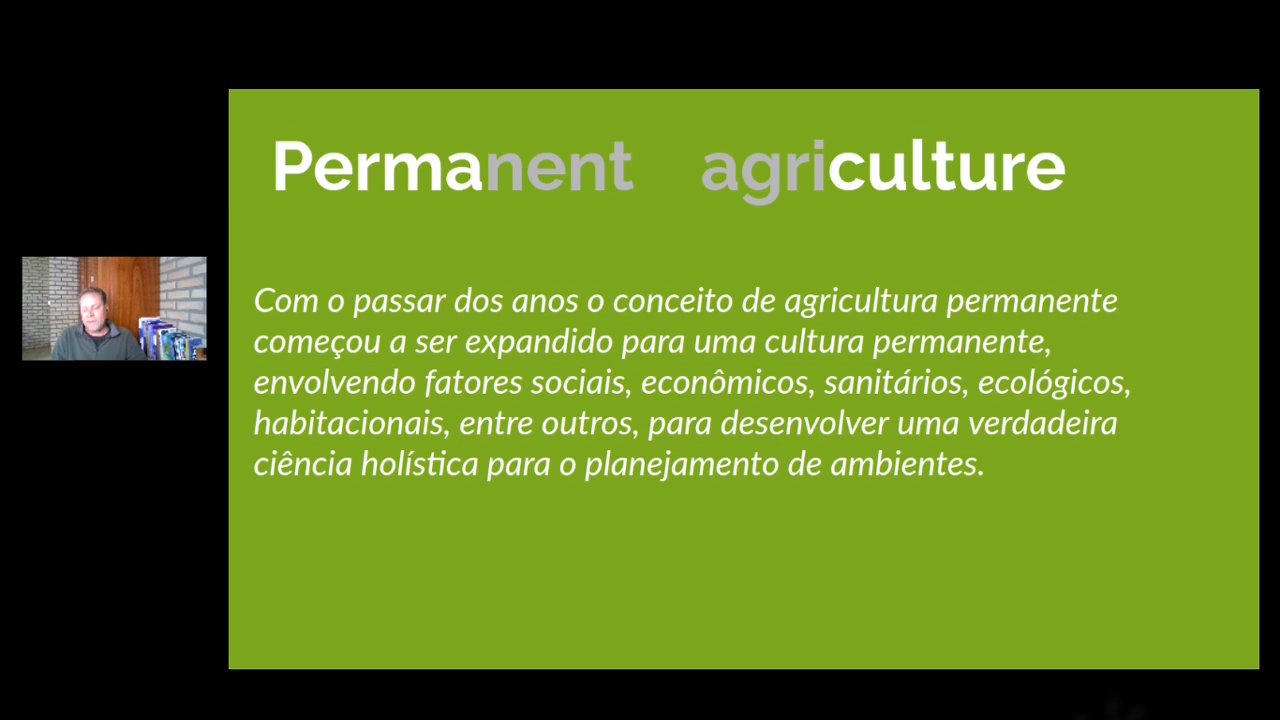 Permanent agriculture
Com o passar dos anos o conceito de agricultura permanente
começou a ser expandido para uma cultura permanente,
envolvendo fatores sociais, econômicos, sanitários, ecológicos,
habitacionais, entre outros, para desenvolver uma verdadeira
ciência holística para o planejamento de ambientes.